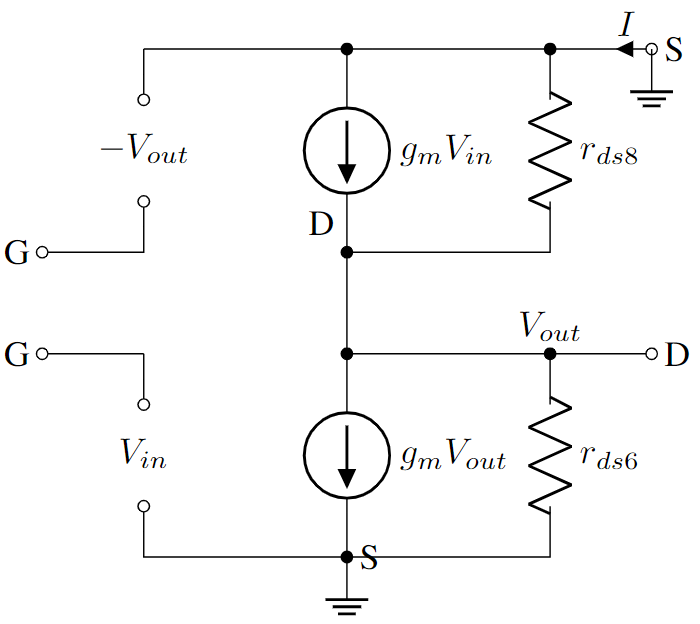 I
S
−V_out
g_m V_in
r_ds8
D
G
V_out
G
D
V_in
g_m V_out
r_ds6
S